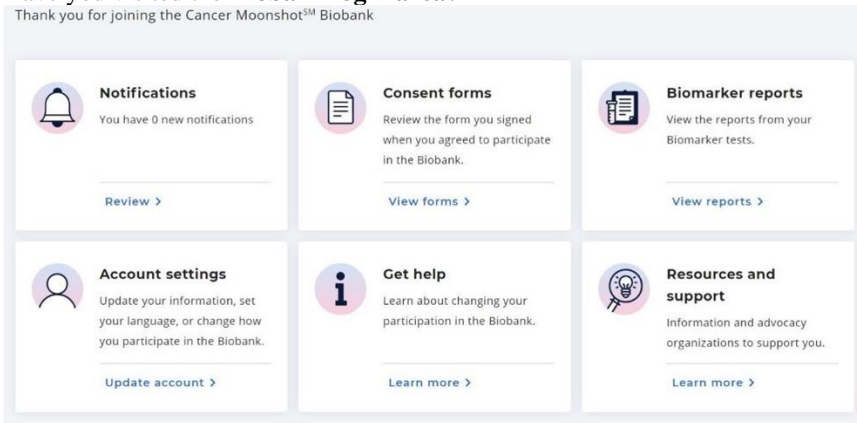 Thank you for joining the Cancer Moonshot℠ Biobank
Notifications
You have 0 new notifications
Review >
Consent forms
Review the form you signed
when you agreed to participate
in the Biobank.
View forms >
Biomarker reports
View the reports from your
Biomarker tests.
View reports >
Account settings
Update your information, set
your language, or change how
you participate in the Biobank.
Update account >
Get help
Learn about changing your
participation in the Biobank.
Learn more >
Resources and
support
Information and advocacy
organizations to support you.
Learn more >